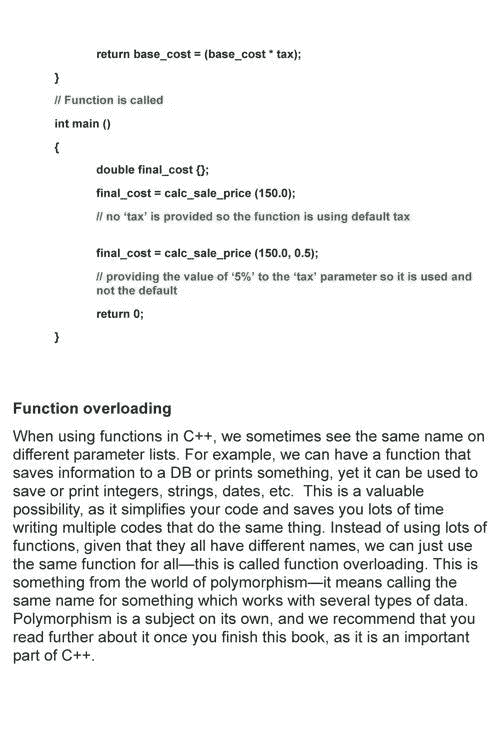 return base_cost = (base_cost * tax);
}
// Function is called
int main ()
{
double final_cost {};
final_cost = calc_sale_price (150.0);
// no ‘tax’ is provided so the function is using default tax
final_cost = calc_sale_price (150.0, 0.5);
// providing the value of ‘5%’ to the ‘tax’ parameter so it is used and
not the default
return 0;
}
Function overloading
When using functions in C++, we sometimes see the same name on
different parameter lists. For example, we can have a function that
saves information to a DB or prints something, yet it can be used to
save or print integers, strings, dates, etc.  This is a valuable
possibility, as it simplifies your code and saves you lots of time
writing multiple codes that do the same thing. Instead of using lots of
functions, given that they all have different names, we can just use
the same function for all—this is called function overloading. This is
something from the world of polymorphism—it means calling the
same name for something which works with several types of data.
Polymorphism is a subject on its own, and we recommend that you
read further about it once you finish this book, as it is an important
part of C++.